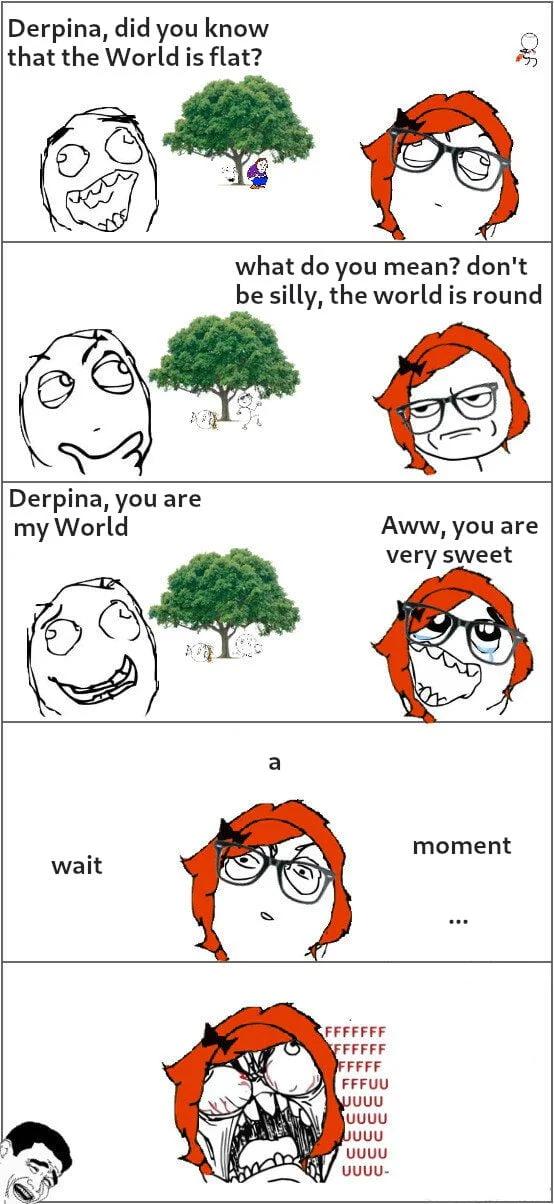 Derpina, did you know
that the World is flat?
what do you mean? don't
be silly, the world is round
Derpina, you are
my World
Aww, you are
very sweet
wait
a
moment
...
FFFFFFF
FFFFFFF
FFFFF
FFFUU
UUUU
UUUU
UUUU
UUUU
UUUU-